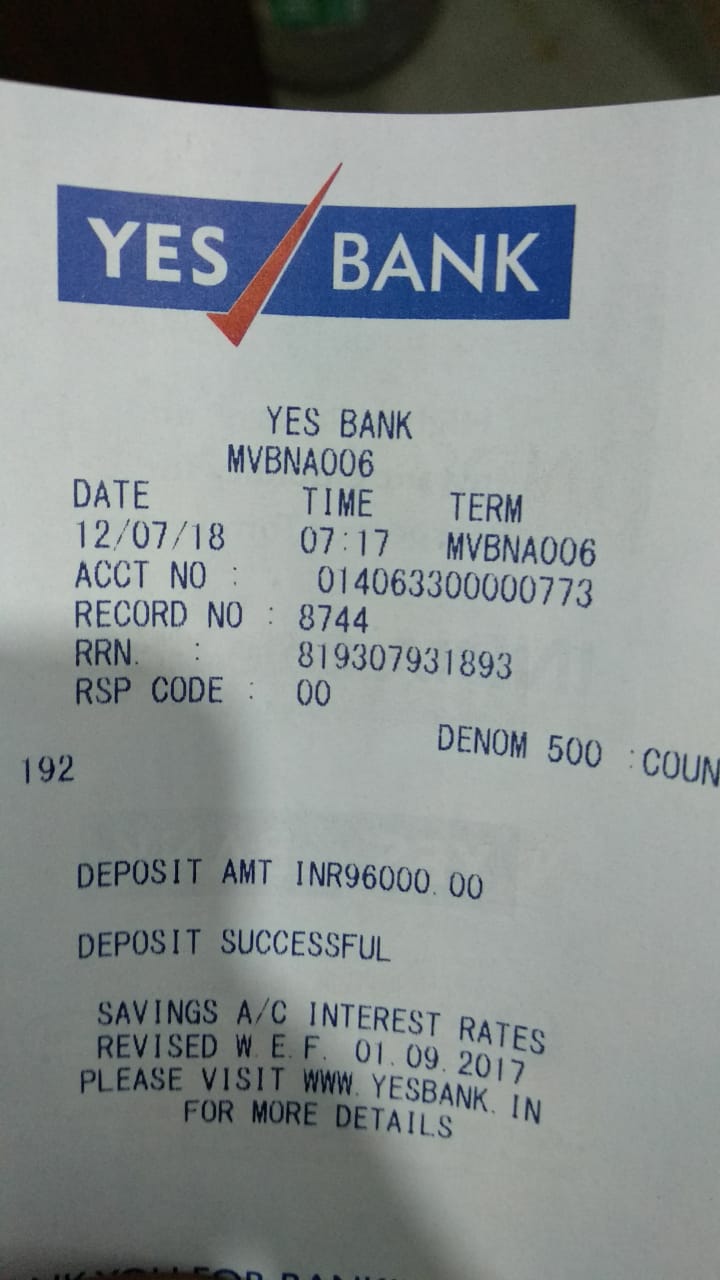 YES BANK
YES BANK
MVBNA006
DATE TIME TERM
12/07/18 07:17 MVBNA006
ACCT NO : 014063300000773
RECORD NO : 8744
RRN. : 819307931893
RSP CODE : 00
DENOM 500 :COUN
192
DEPOSIT AMT INR96000.00
DEPOSIT SUCCESSFUL
SAVINGS A/C INTEREST RATES
REVISED W.E.F. 01.09.2017
PLEASE VISIT WWW.YESBANK.IN
FOR MORE DETAILS